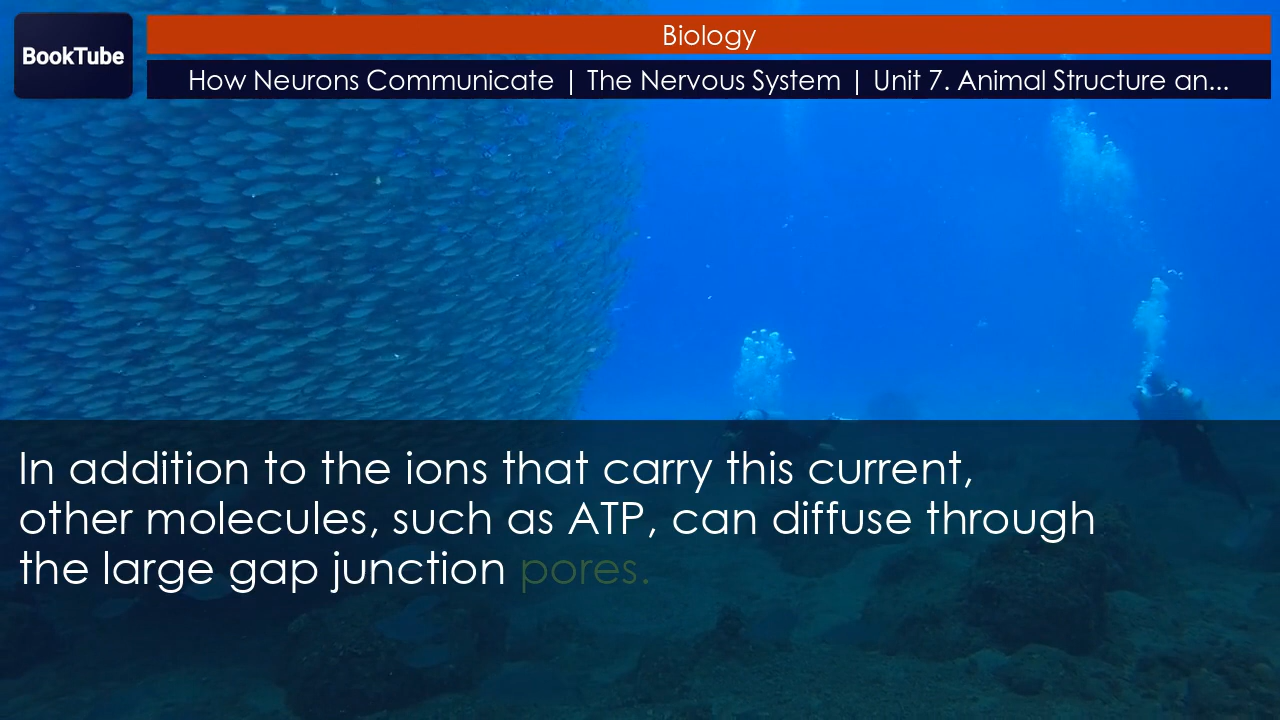 BookTube
Biology
How Neurons Communicate | The Nervous System | Unit 7. Animal Structure an...
In addition to the ions that carry this current,
other molecules, such as ATP, can diffuse through
the large gap junction pores.